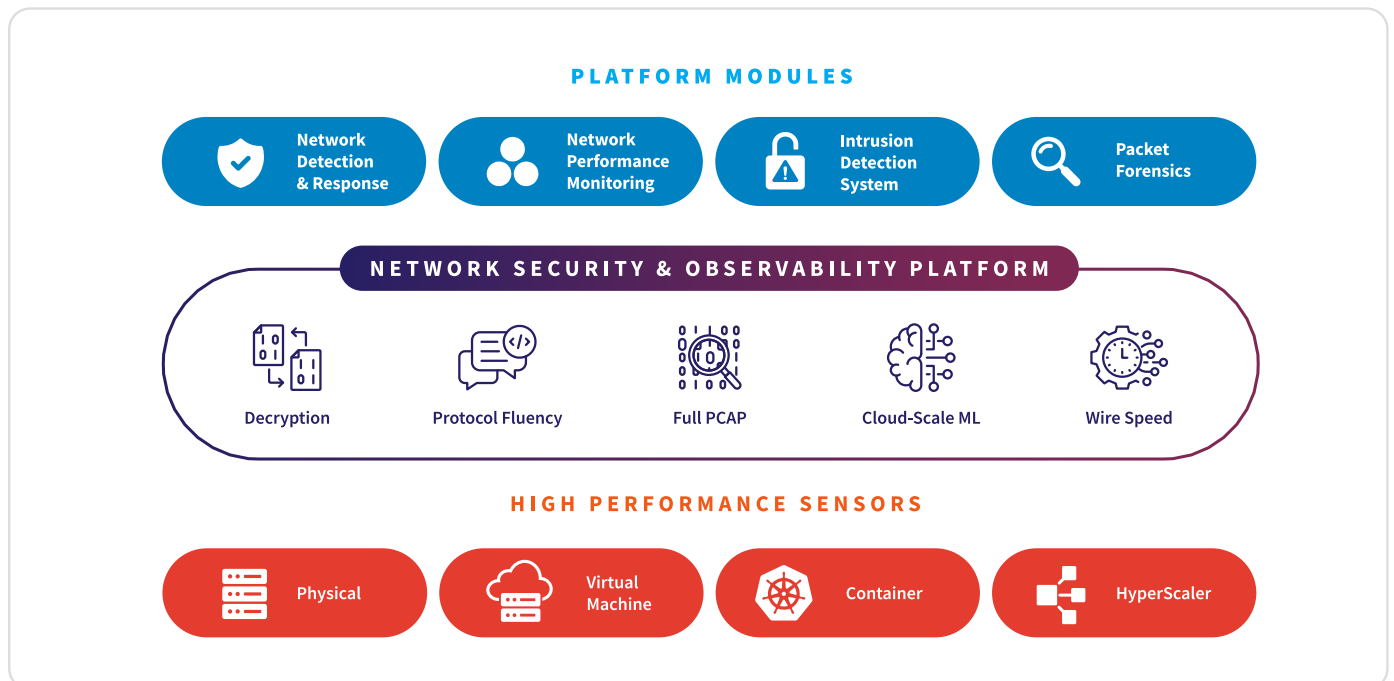 PLATFORM MODULES
Network
Detection
& Response
Network
Performance
Monitoring
Intrusion
Detection
System
Packet
Forensics
NETWORK SECURITY & OBSERVABILITY PLATFORM
Decryption
Protocol Fluency
Full PCAP
Cloud-Scale ML
Wire Speed
HIGH PERFORMANCE SENSORS
Physical
Virtual
Machine
Container
HyperScaler